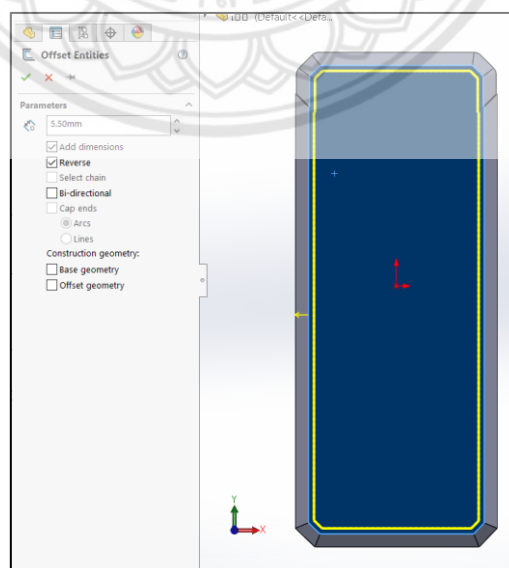 (Default<<Defa...
Offset Entities
Parameters
5.50mm
Add dimensions
Reverse
Select chain
Bi-directional
Cap ends
Arcs
Lines
Construction geometry:
Base geometry
Offset geometry
Y
X